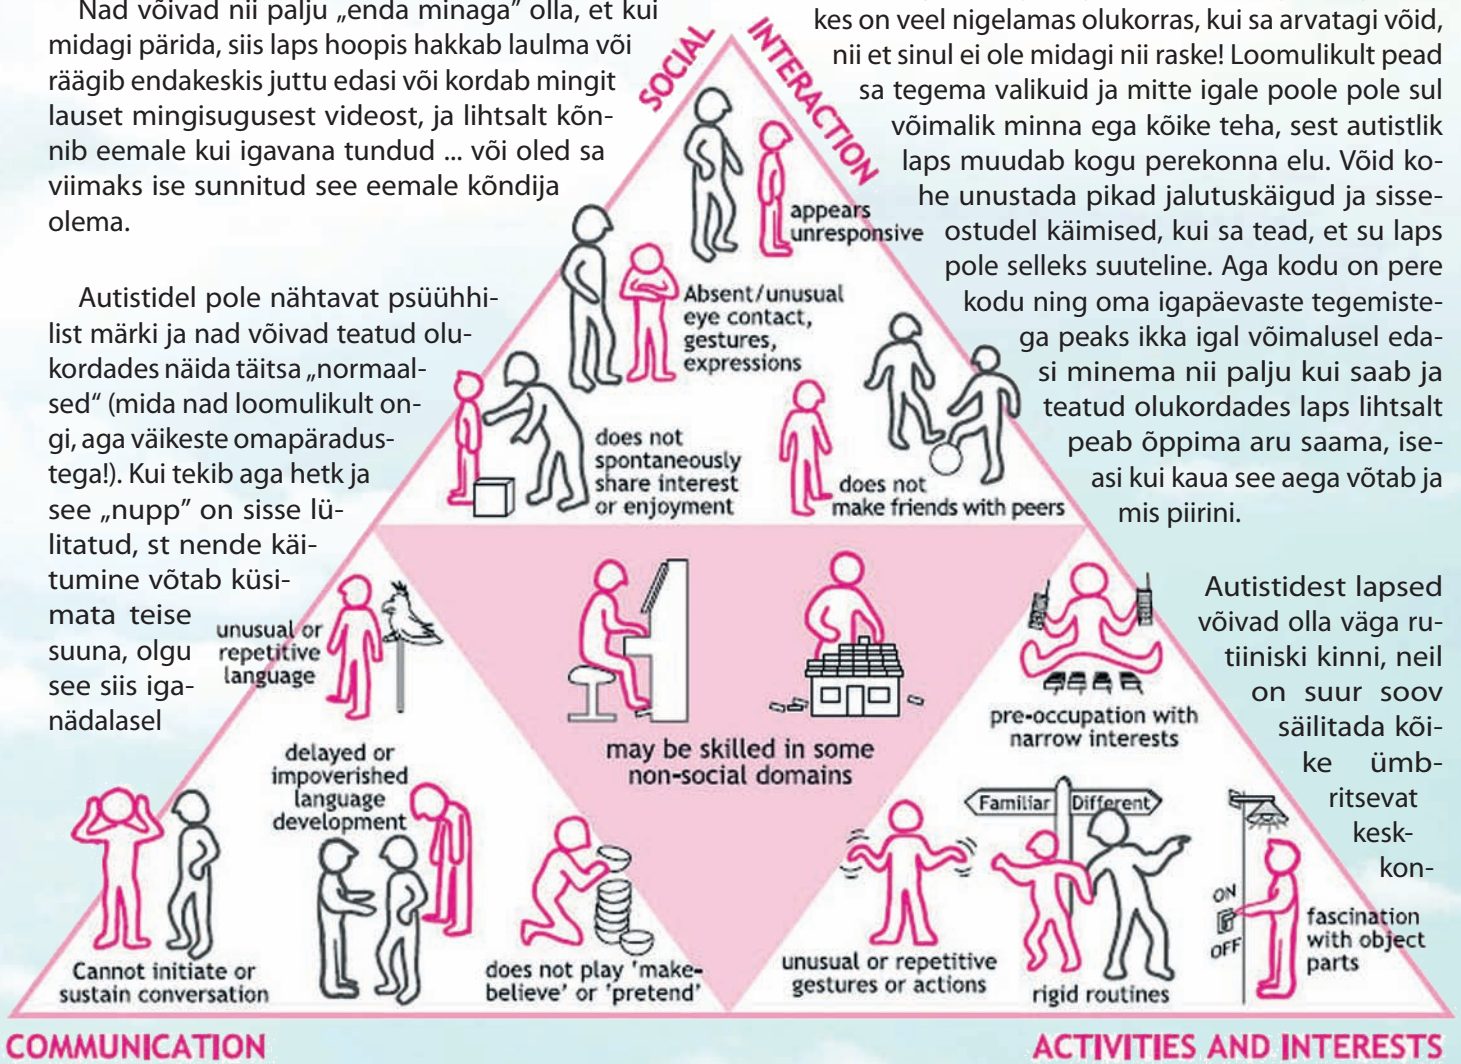 Nad võivad nii palju „enda minaga” olla, et kui
midagi pärida, siis laps hoopis hakkab laulma või
räägib endakeskis juttu edasi või kordab mingit
lauset mingisugusest videost, ja lihtsalt kõn-
nib eemale kui igavana tundud ... või oled sa
viimaks ise sunnitud see eemale kõndija
olema.
Autistidel pole nähtavat psüühhi-
list märki ja nad võivad teatud olu-
kordades näida täitsa „normaal-
sed“ (mida nad loomulikult on-
gi, aga väikeste omapäradus-
tega!). Kui tekib aga hetk ja
see „nupp” on sisse lü-
litatud, st nende käi-
tumine võtab küsi-
mata teise
suuna, olgu
see siis iga-
nädalasel
kes on veel nigelamas olukorras, kui sa arvatagi võid,
nii et sinul ei ole midagi nii raske! Loomulikult pead
sa tegema valikuid ja mitte igale poole pole sul
võimalik minna ega kõike teha, sest autistlik
laps muudab kogu perekonna elu. Võid ko-
he unustada pikad jalutuskäigud ja sisse-
ostudel käimised, kui sa tead, et su laps
pole selleks suuteline. Aga kodu on pere
kodu ning oma igapäevaste tegemiste-
ga peaks ikka igal võimalusel eda-
si minema nii palju kui saab ja
teatud olukordades laps lihtsalt
peab õppima aru saama, ise-
asi kui kaua see aega võtab ja
mis piirini.
Autistidest lapsed
võivad olla väga ru-
tiiniski kinni, neil
on suur soov
säilitada kõi-
ke ümb-
ritsevat
kesk-
kon-
SOCIAL
INTERACTION
appears
unresponsive
Absent/unusual
eye contact,
gestures,
expressions
does not
spontaneously
share interest
or enjoyment
does not
make friends with peers
unusual or
repetitive
language
delayed or
impoverished
language
development
Cannot initiate or
sustain conversation
does not play 'make-
believe' or 'pretend'
may be skilled in some
non-social domains
pre-occupation with
narrow interests
Familiar
Different
unusual or repetitive
gestures or actions
rigid routines
ON
OFF
fascination
with object
parts
COMMUNICATION
ACTIVITIES AND INTERESTS